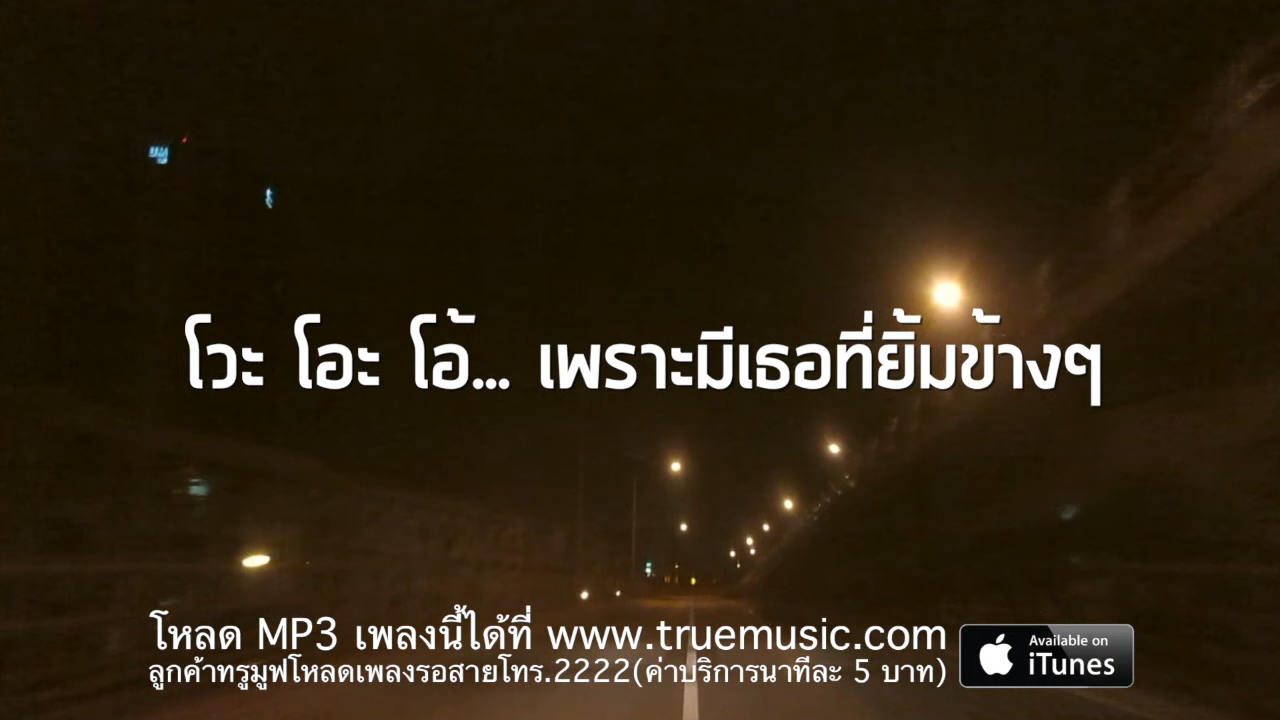 โวะ โอะ โอ้... เพราะมีเธอที่ยิ้มข้างๆ
โหลด MP3 เพลงนี้ได้ที่ www.truemusic.com
ลูกค้าทรูมูฟโหลดเพลงรอสายโทร.2222(ค่าบริการนาทีละ 5 บาท)
Available on
iTunes